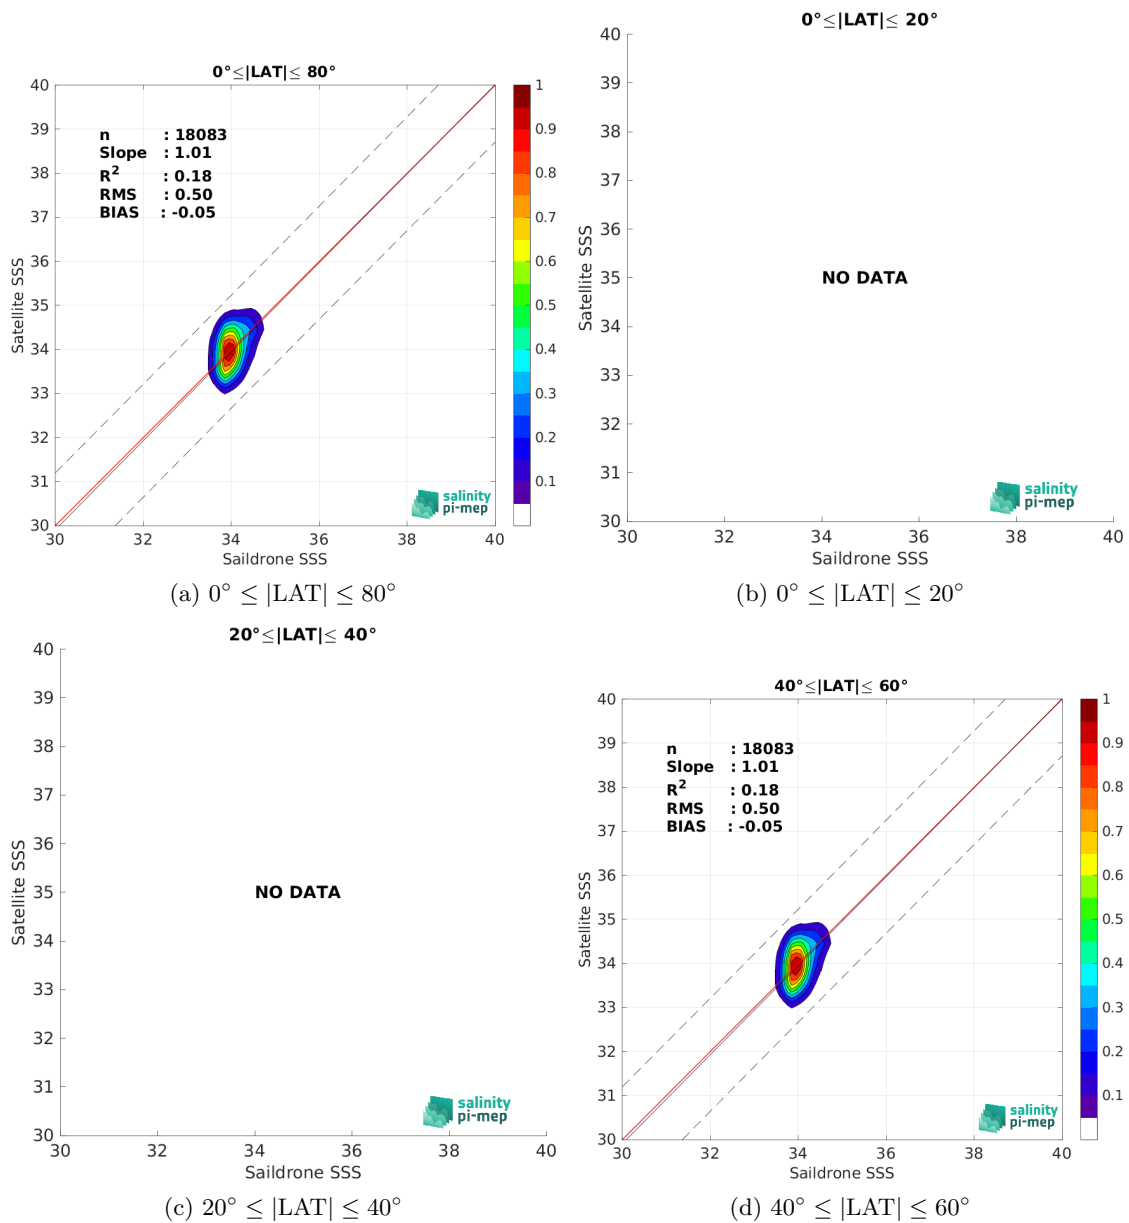 0°≤|LAT|≤ 80°
40
39
38
37
36
35
34
33
32
31
30
30 32 34 36 38 40
Satellite SSS
Saildrone SSS
n : 18083
Slope : 1.01
R² : 0.18
RMS : 0.50
BIAS : -0.05
salinity
pi-mep
1
0.9
0.8
0.7
0.6
0.5
0.4
0.3
0.2
0.1
(a) 0° ≤ |LAT| ≤ 80°
0°≤|LAT|≤ 20°
40
39
38
37
36
35
34
33
32
31
30
30 32 34 36 38 40
Satellite SSS
Saildrone SSS
NO DATA
salinity
pi-mep
(b) 0° ≤ |LAT| ≤ 20°
20°≤|LAT|≤ 40°
40
39
38
37
36
35
34
33
32
31
30
30 32 34 36 38 40
Satellite SSS
Saildrone SSS
NO DATA
salinity
pi-mep
(c) 20° ≤ |LAT| ≤ 40°
40°≤|LAT|≤ 60°
40
39
38
37
36
35
34
33
32
31
30
30 32 34 36 38 40
Satellite SSS
Saildrone SSS
n : 18083
Slope : 1.01
R² : 0.18
RMS : 0.50
BIAS : -0.05
salinity
pi-mep
1
0.9
0.8
0.7
0.6
0.5
0.4
0.3
0.2
0.1
(d) 40° ≤ |LAT| ≤ 60°